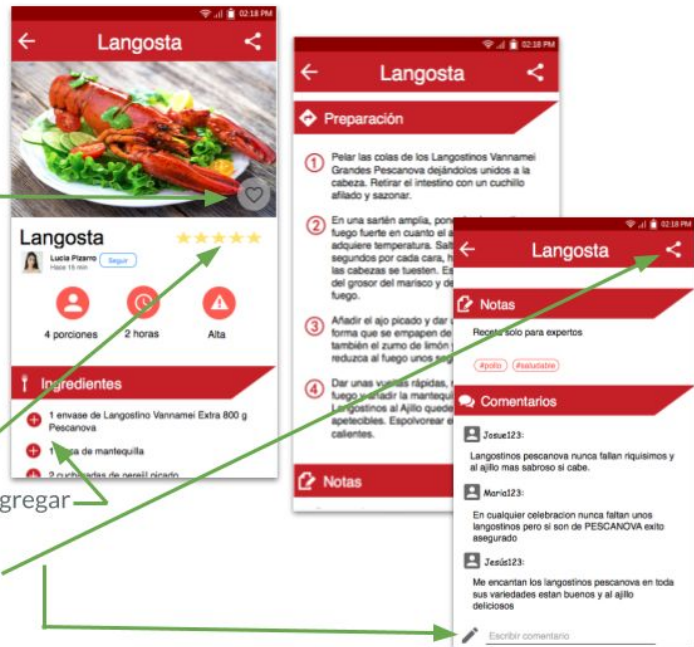 02:18 PM
Langosta
Langosta
Lucia Pizarro
Hace 15 min
Seguir
4 porciones
2 horas
Alta
Ingredientes
1 envase de Langostino Vannamei Extra 800 g
Pescanova
de mantequilla
2 cucharadas de perejil picado
gregar
02:18 PM
Langosta
Preparación
1
Pelar las colas de los Langostinos Vannamei
Grandes Pescanova dejándolos unidos a la
cabeza. Retirar el intestino con un cuchillo
afilado y sazonar.
2
En una sartén amplia,
fuego fuerte en cuanto el
adquiere temperatura.
segundos por cada cara,
las cabezas se tuesten.
del grosor del marisco y
fuego.
3
Añadir el ajo picado y dar
forma que se empapen de
también el zumo de limón
reduzca al fuego unos
4
Dar unas vueltas rápidas,
fuego y añadir la
Langostinos al Ajillo
apetecibles. Espolvorear
calientes.
Notas
02:18 PM
Langosta
Notas
Receta solo para expertos
#pollo
#saludable
Comentarios
Josue123:
Langostinos pescanova nunca fallan riquisimos y
al ajillo mas sabroso si cabe.
Maria123:
En cualquier celebracion nunca faltan unos
langostinos pero si son de PESCANOVA exito
asegurado
Jesús123:
Me encantan los langostinos pescanova en toda
sus variedades estan buenos y al ajillo
deliciosos
Escribir comentario